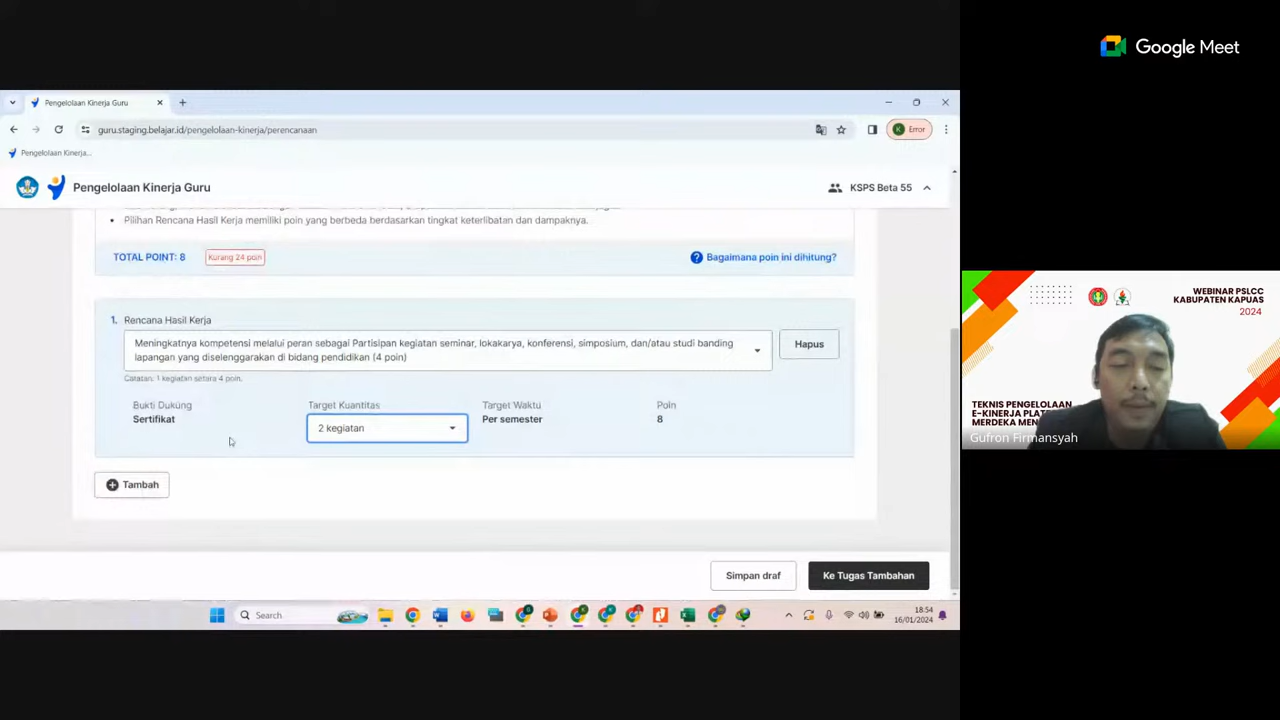 Google Meet
Pengelolaan Kinerja Guru
guru.staging.belajar.id/pengelolaan-kinerja/perencanaan
Error
Pengelolaan Kinerja...
Pengelolaan Kinerja Guru
KSPS Beta 55
Pilihan Rencana Hasil Kerja memiliki poin yang berbeda berdasarkan tingkat keterlibatan dan dampaknya.
TOTAL POINT: 8
Kurang 24 poin
Bagaimana poin ini dihitung?
1. Rencana Hasil Kerja
Meningkatnya kompetensi melalui peran sebagai Partisipan kegiatan seminar, lokakarya, konferensi, simposium, dan/atau studi banding
lapangan yang diselenggarakan di bidang pendidikan (4 poin)
Hapus
Catatan: 1 kegiatan setara 4 poin.
Bukti Dukung
Target Kuantitas
Target Waktu
Poin
Sertifikat
2 kegiatan
Per semester
8
Tambah
Simpan draf
Ke Tugas Tambahan
Search
18:54
16/01/2024
WEBINAR PSLCC
KABUPATEN KAPUAS
2024
TEKNIS PENGELOLAAN
E-KINERJA
MERDEKA
Gufron Firmansyah